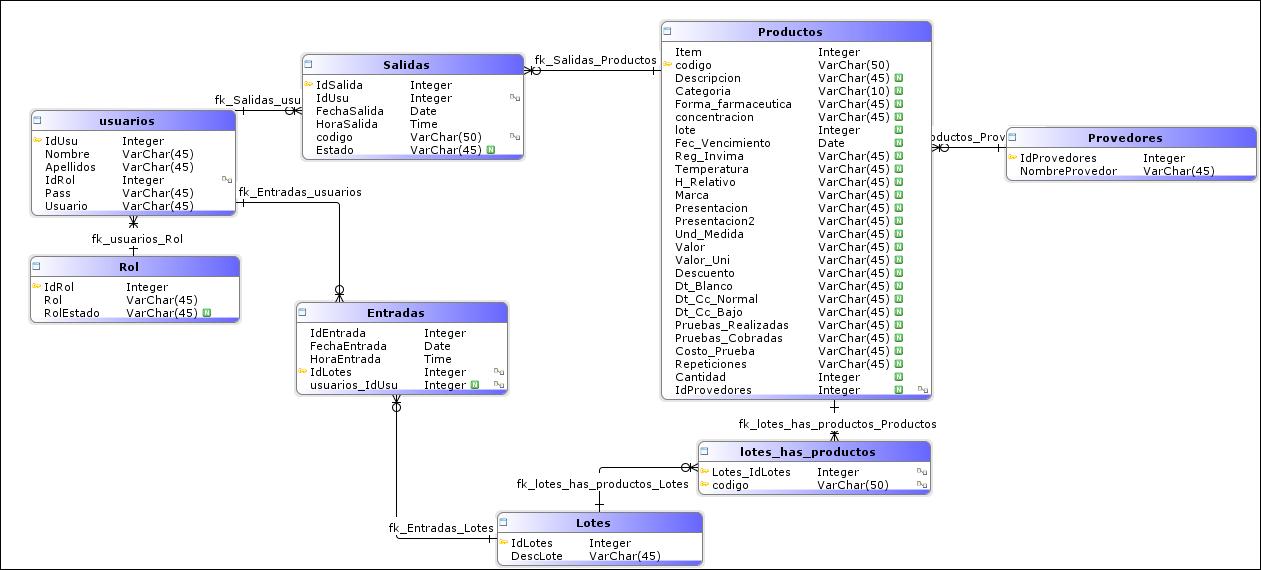 Productos
Item Integer
codigo VarChar(50)
Descripcion VarChar(45) N
Categoria VarChar(10) N
Forma_farmaceutica VarChar(45) N
concentracion VarChar(45) N
lote Integer N
Fec_Vencimiento Date N
Reg_Invima VarChar(45) N
Temperatura VarChar(45) N
H_Relativo VarChar(45) N
Marca VarChar(45) N
Presentacion VarChar(45) N
Presentacion2 VarChar(45) N
Und_Medida VarChar(45) N
Valor VarChar(45) N
Valor_Uni VarChar(45) N
Descuento VarChar(45) N
Dt_Blanco VarChar(45) N
Dt_Cc_Normal VarChar(45) N
Dt_Cc_Bajo VarChar(45) N
Pruebas_Realizadas VarChar(45) N
Pruebas_Cobradas VarChar(45) N
Costo_Prueba VarChar(45) N
Repeticiones VarChar(45) N
Cantidad Integer N
IdProvedores Integer N
fk_Salidas_Productos
Salidas
IdSalida Integer
IdUsu Integer
FechaSalida Date
HoraSalida Time
codigo VarChar(50)
Estado VarChar(45) N
fk_Salidas_usu
usuarios
IdUsu Integer
Nombre VarChar(45)
Apellidos VarChar(45)
IdRol Integer
Pass VarChar(45)
Usuario VarChar(45)
oductos_Prov
Provedores
IdProvedores Integer
NombreProvedor VarChar(45)
fk_Entradas_usuarios
fk_usuarios_Rol
Rol
IdRol Integer
Rol VarChar(45)
RolEstado VarChar(45) N
Entradas
IdEntrada Integer
FechaEntrada Date
HoraEntrada Time
IdLotes Integer
usuarios_IdUsu Integer N
fk_lotes_has_productos_Productos
lotes_has_productos
Lotes_IdLotes Integer
codigo VarChar(50)
fk_lotes_has_productos_Lotes
fk_Entradas_Lotes
Lotes
IdLotes Integer
DescLote VarChar(45)